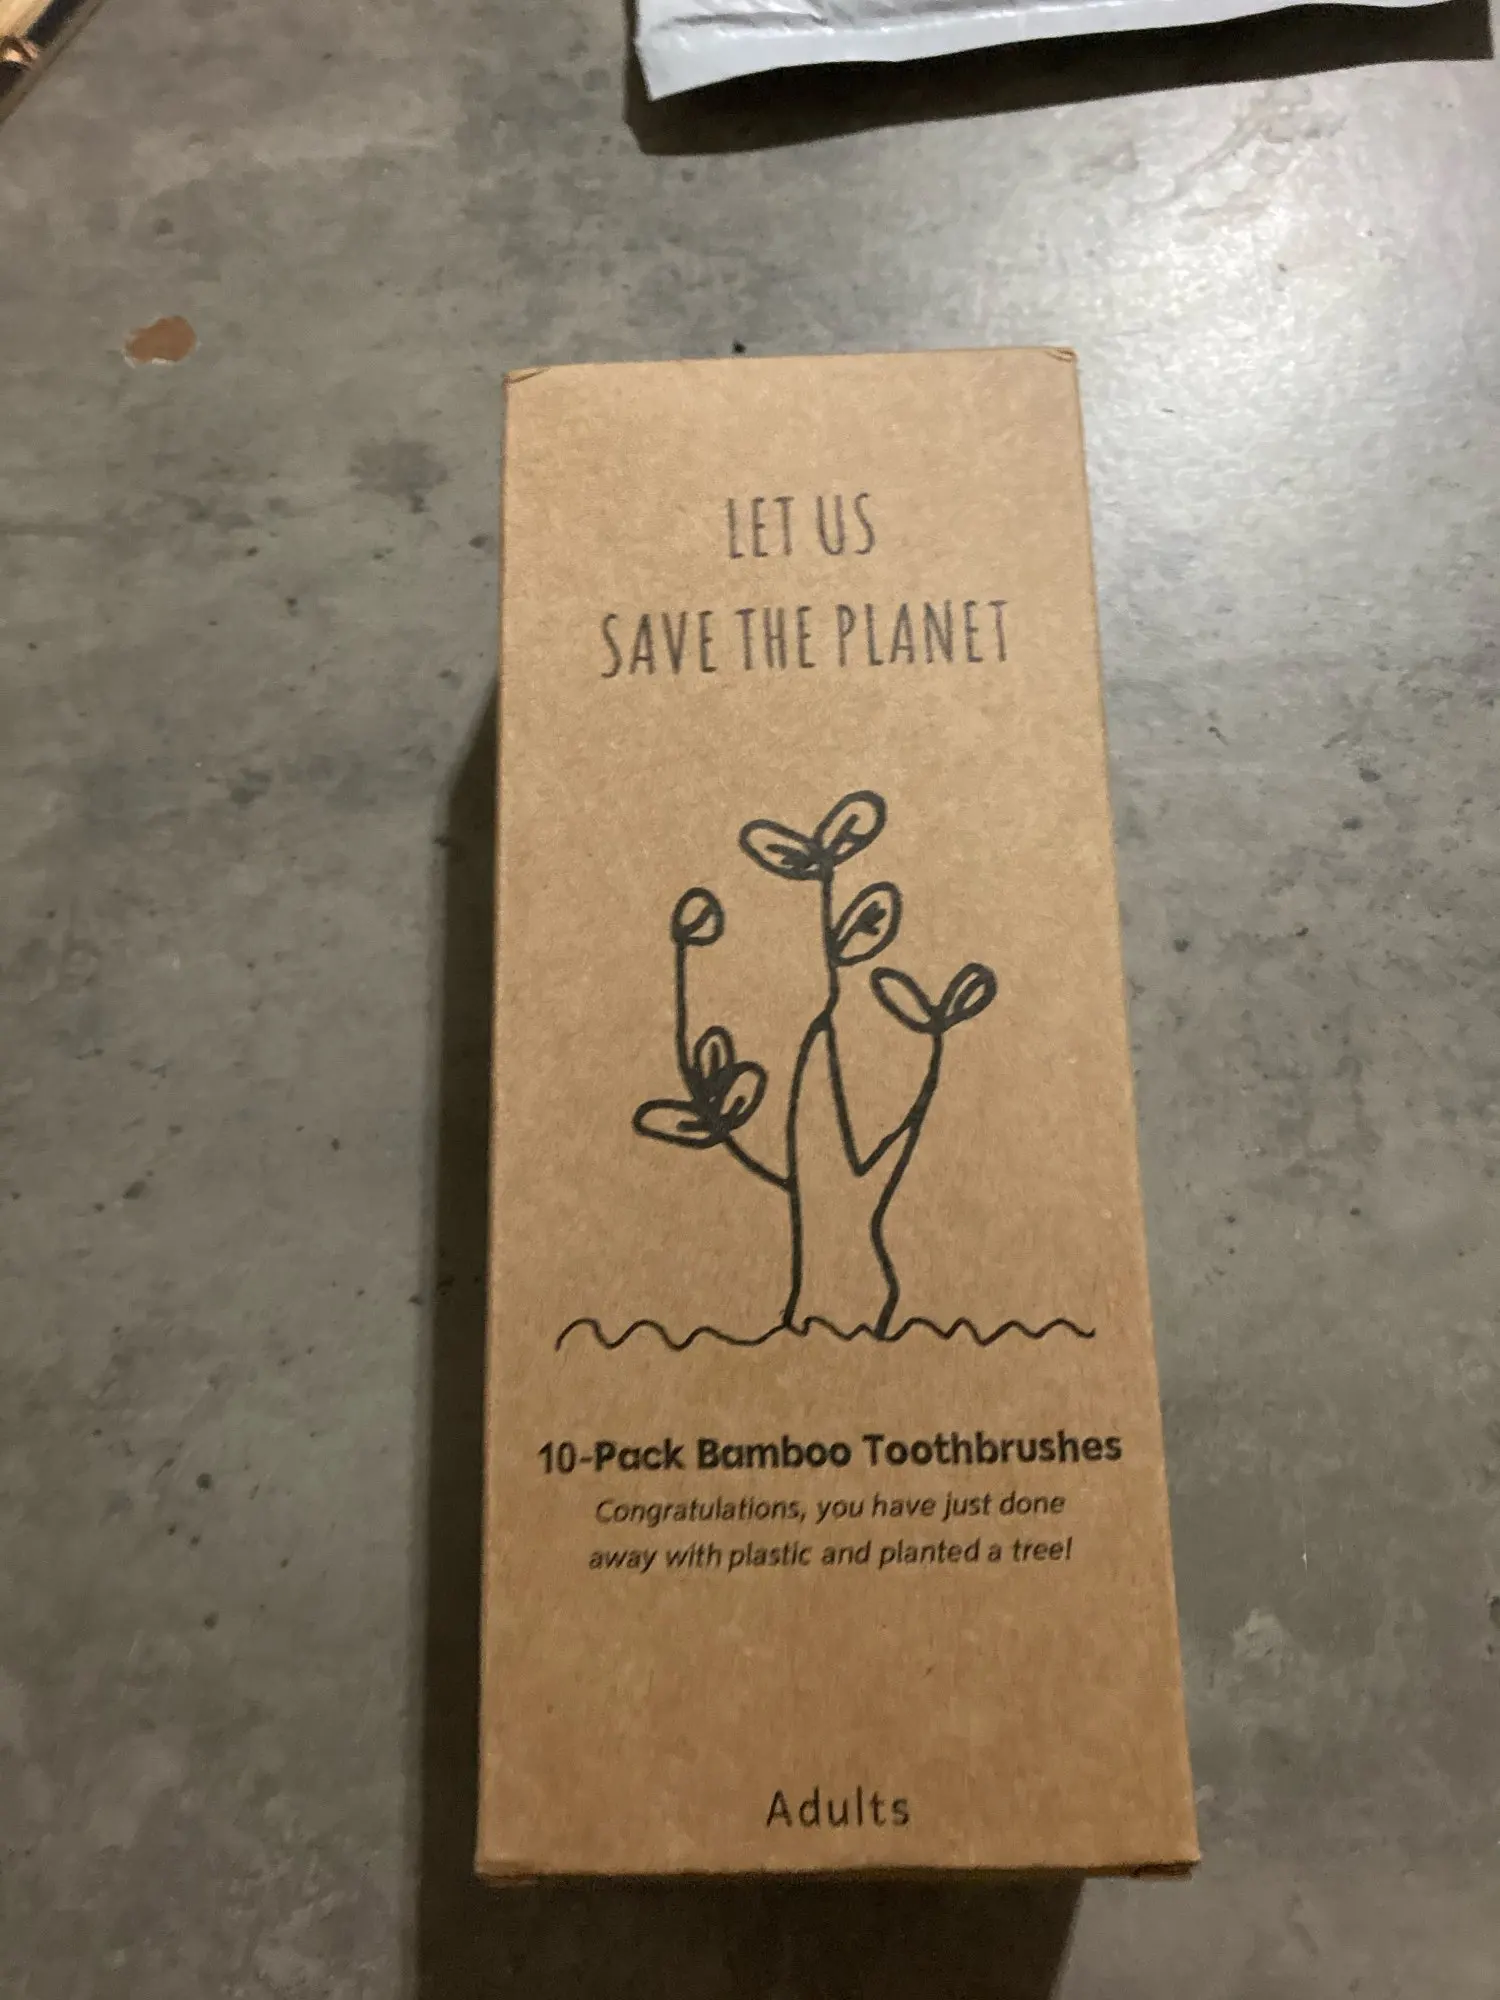 LET US
SAVE THE PLANET
10-Pack Bamboo Toothbrushes
Congratulations, you have just done
away with plastic and planted a tree!
Adults